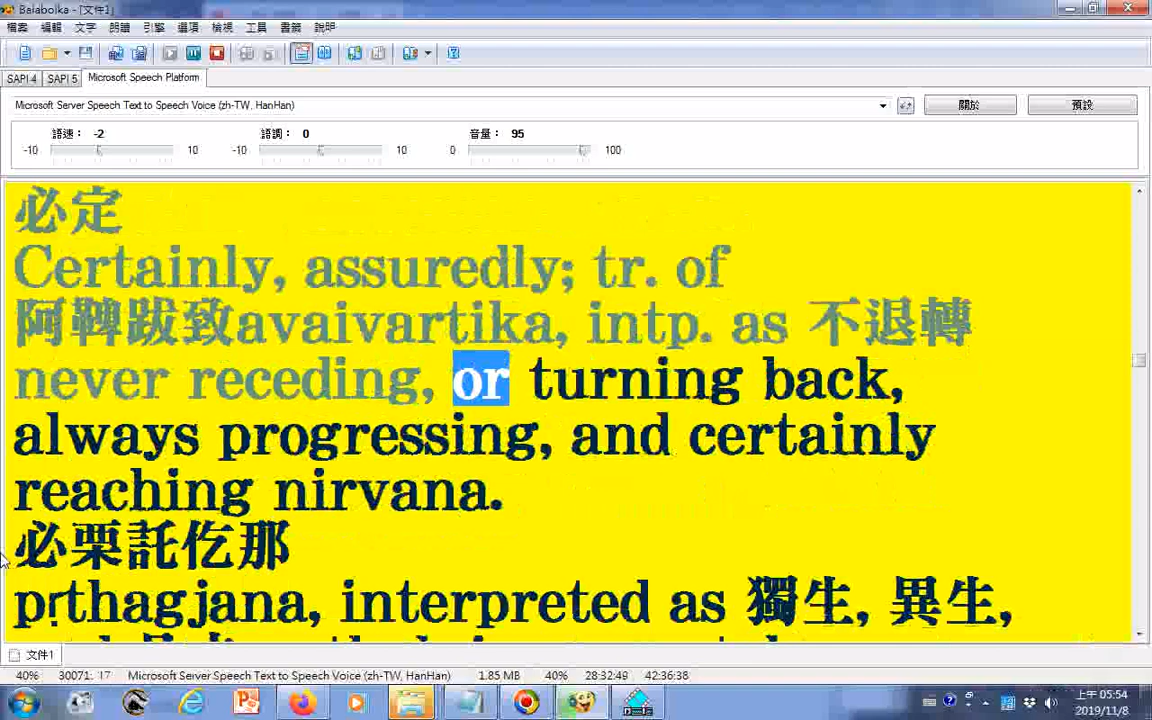 Balabolka - [文件1]
檔案 編輯 文字 朗讀 引擎 選項 檢視 工具 書籤 說明
SAPI 4 SAPI 5 Microsoft Speech Platform
Microsoft Server Speech Text to Speech Voice (zh-TW, HanHan)
關於 預設
語速： -2 語調： 0 音量： 95
-10 10 -10 10 0 100
必定
Certainly, assuredly; tr. of
阿鞞跋致avaivartika, intp. as 不退轉
never receding, or turning back,
always progressing, and certainly
reaching nirvana.
必栗託仡那
pṛthagjana, interpreted as 獨生, 異生,
文件1
40% 30071: 17 Microsoft Server Speech Text to Speech Voice (zh-TW, HanHan) 1.85 MB 40% 28:32:49 42:36:38
上午 05:54
2019/11/8